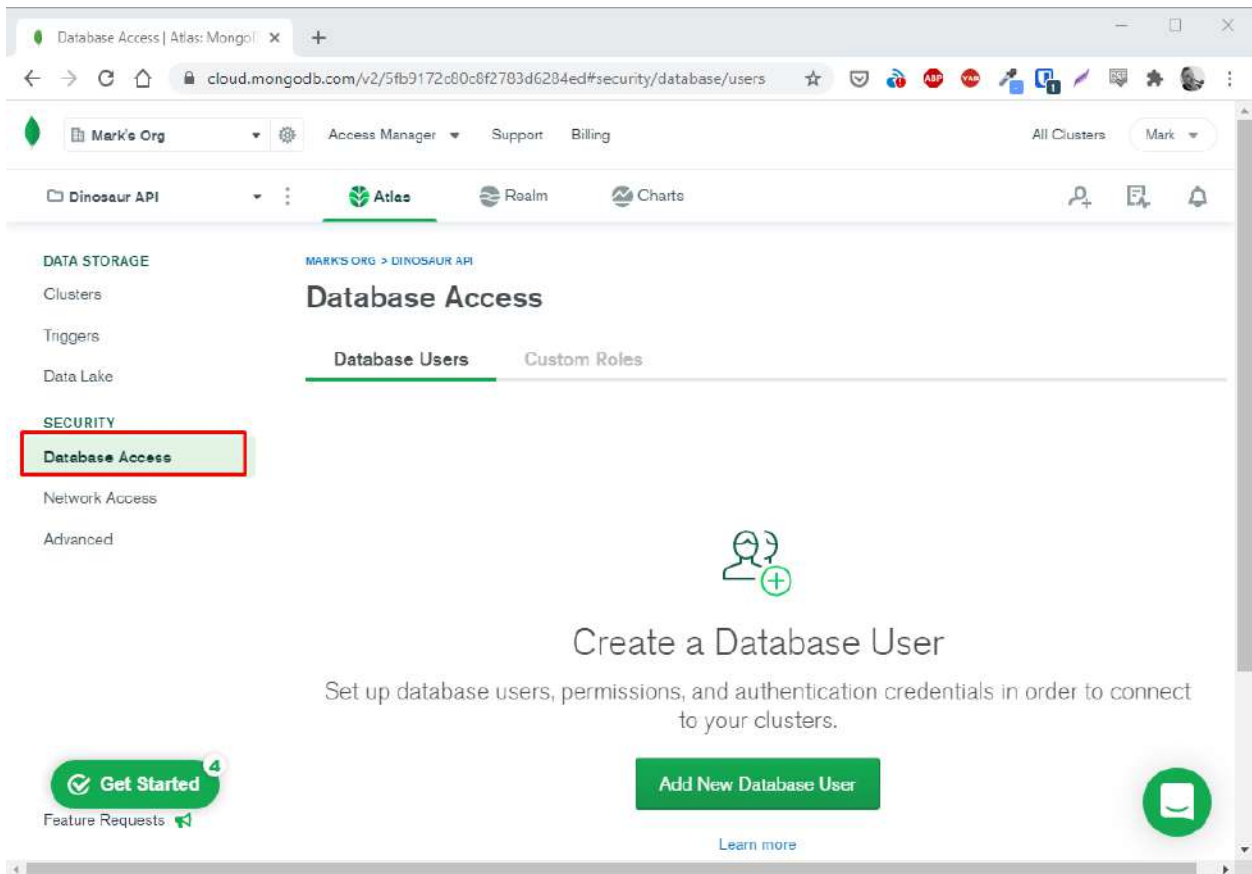 Database Access | Atlas: Mongo
cloud.mongodb.com/v2/5fb9172c80c8f2783d6284ed#security/database/users
ABP
1
Mark's Org
Access Manager
Support
Billing
All Clusters
Mark
Dinosaur API
Atlas
Realm
Charts
DATA STORAGE
Clusters
Triggers
Data Lake
SECURITY
Database Access
Network Access
Advanced
MARK'S ORG > DINOSAUR API
Database Access
Database Users
Custom Roles
Create a Database User
Set up database users, permissions, and authentication credentials in order to connect
to your clusters.
Add New Database User
Learn more
Get Started
4
Feature Requests